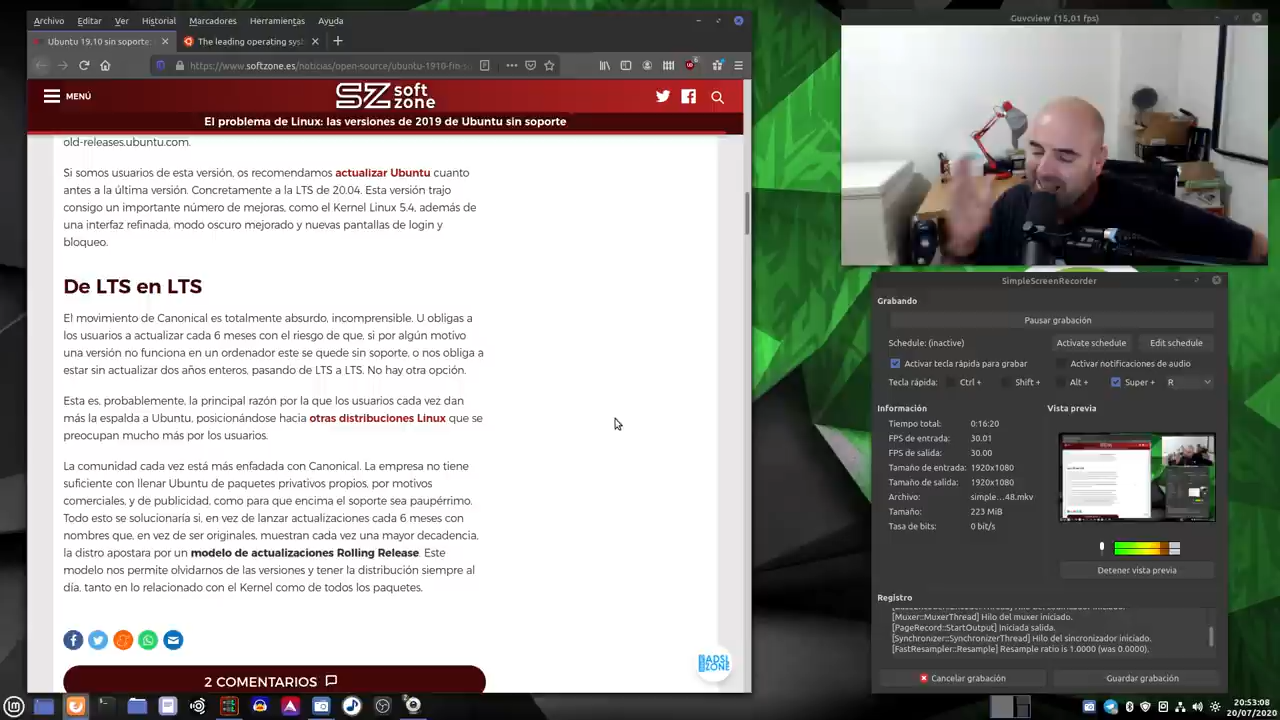 Archivo Editar Ver Historial Marcadores Herramientas Ayuda
Ubuntu 19.10 sin soporte:
The leading operating sys
https://www.softzone.es/noticias/open-source/ubuntu-1910-fin-s
MENÚ
SZ soft zone
El problema de Linux: las versiones de 2019 de Ubuntu sin soporte
old-releases.ubuntu.com.
Si somos usuarios de esta versión, os recomendamos actualizar Ubuntu cuanto
antes a la última versión. Concretamente a la LTS de 20.04. Esta versión trajo
consigo un importante número de mejoras, como el Kernel Linux 5.4, además de
una interfaz refinada, modo oscuro mejorado y nuevas pantallas de login y
bloqueo.
De LTS en LTS
El movimiento de Canonical es totalmente absurdo, incomprensible. U obligas a
los usuarios a actualizar cada 6 meses con el riesgo de que, si por algún motivo
una versión no funciona en un ordenador este se quede sin soporte, o nos obliga a
estar sin actualizar dos años enteros, pasando de LTS a LTS. No hay otra opción.
Esta es, probablemente, la principal razón por la que los usuarios cada vez dan
más la espalda a Ubuntu, posicionándose hacia otras distribuciones Linux que se
preocupan mucho más por los usuarios.
La comunidad cada vez está más enfadada con Canonical. La empresa no tiene
suficiente con llenar Ubuntu de paquetes privativos propios, por motivos
comerciales, y de publicidad, como para que encima el soporte sea paupérrimo.
Todo esto se solucionaría si, en vez de lanzar actualizaciones cada 6 meses con
nombres que, en vez de ser originales, muestran cada vez una mayor decadencia,
la distro apostara por un modelo de actualizaciones Rolling Release. Este
modelo nos permite olvidarnos de las versiones y tener la distribución siempre al
día, tanto en lo relacionado con el Kernel como de todos los paquetes.
ADSL ZONE
2 COMENTARIOS
Guvcview (15,01 fps)
SimpleScreenRecorder
Grabando
Pausar grabación
Schedule: (inactive) Activate schedule Edit schedule
Activar tecla rápida para grabar Activar notificaciones de audio
Tecla rápida: Ctrl + Shift + Alt + Super + R
Información
Tiempo total: 0:16:20
FPS de entrada: 30.01
FPS de salida: 30.00
Tamaño de entrada: 1920x1080
Tamaño de salida: 1920x1080
Archivo: simple...48.mkv
Tamaño: 223 MiB
Tasa de bits: 0 bit/s
Vista previa
Detener vista previa
Registro
[Muxer::MuxerThread] Hilo del muxer iniciado.
[PageRecord::StartOutput] Iniciada salida.
[Synchronizer::SynchronizerThread] Hilo del sincronizador iniciado.
[FastResampler::Resample] Resample ratio is 1.0000 (was 0.0000).
Cancelar grabación Guardar grabación
20:53:08
20/07/2020